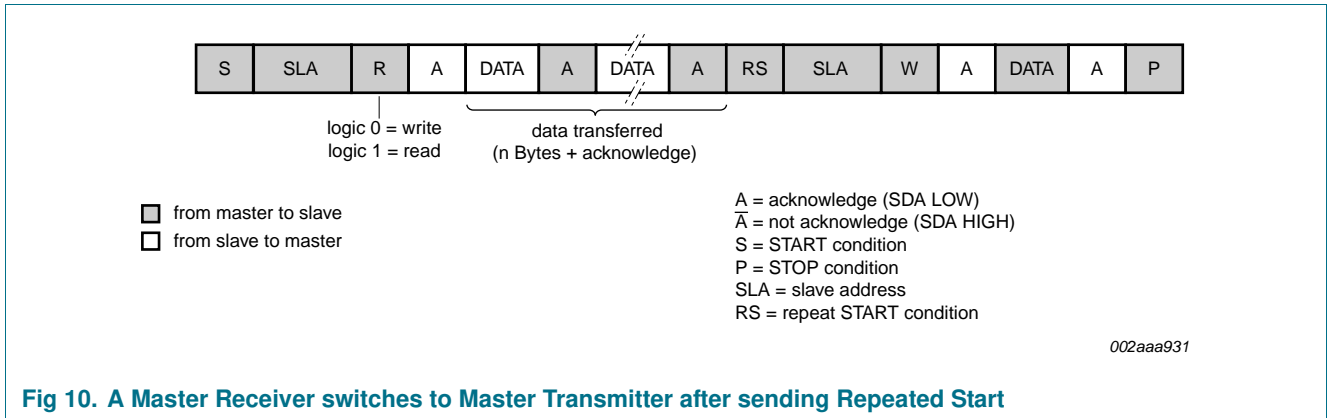 S SLA R A DATA A DATA A RS SLA W A DATA A P
logic 0 = write
logic 1 = read
data transferred
(n Bytes + acknowledge)
from master to slave
from slave to master
A = acknowledge (SDA LOW)
A̅ = not acknowledge (SDA HIGH)
S = START condition
P = STOP condition
SLA = slave address
RS = repeat START condition
002aaa931
Fig 10. A Master Receiver switches to Master Transmitter after sending Repeated Start